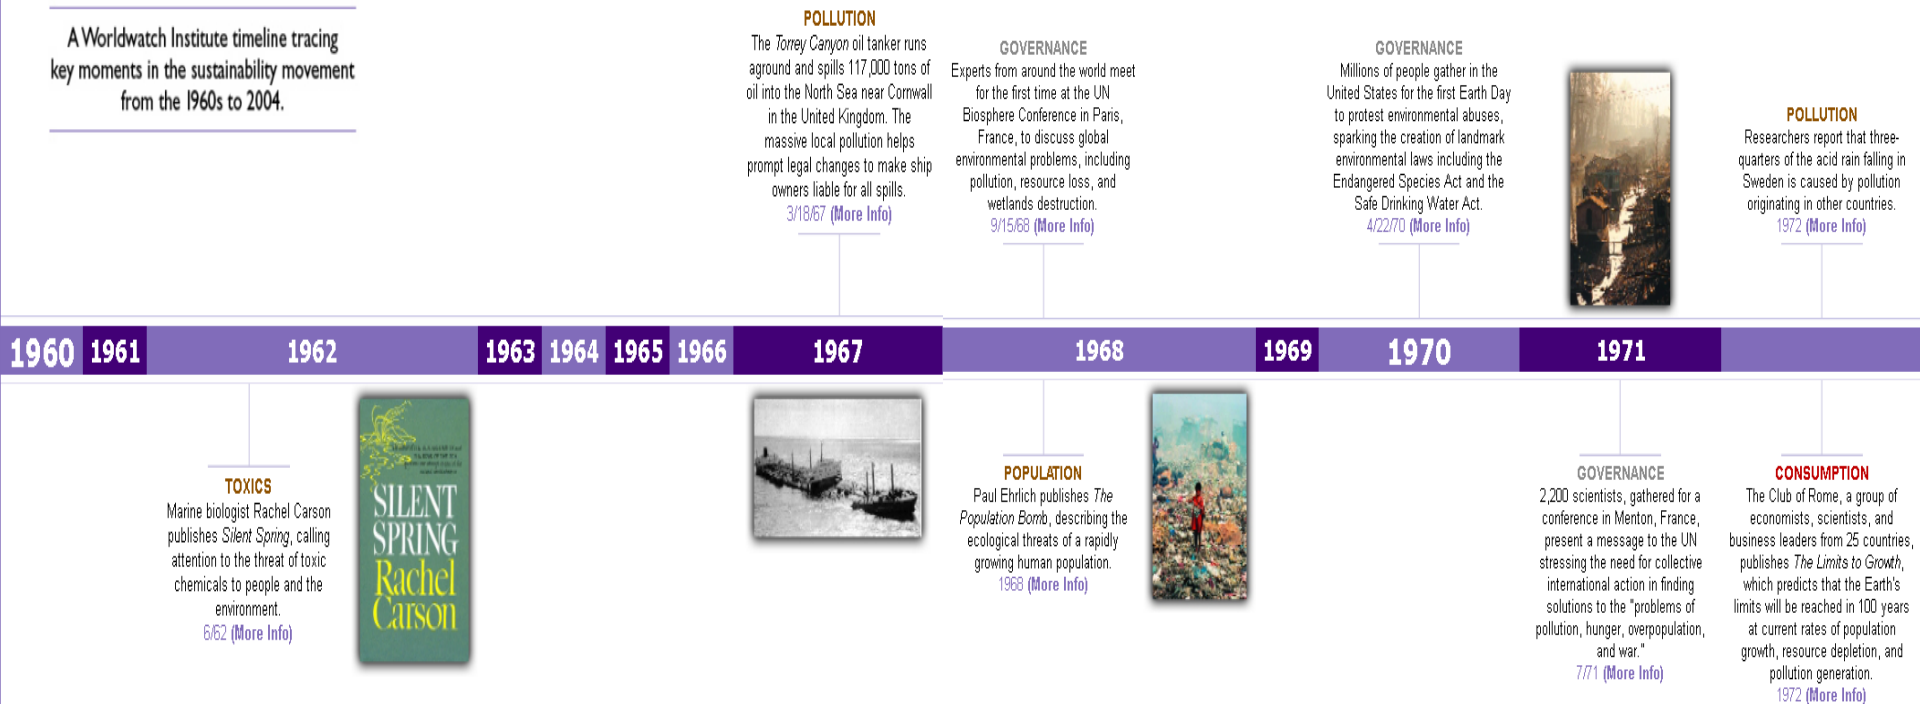 A Worldwatch Institute timeline tracing
key moments in the sustainability movement
from the 1960s to 2004.
POLLUTION
The Torrey Canyon oil tanker runs
aground and spills 117,000 tons of
oil into the North Sea near Cornwall
in the United Kingdom. The
massive local pollution helps
prompt legal changes to make ship
owners liable for all spills.
3/18/67 (More Info)
GOVERNANCE
Experts from around the world meet
for the first time at the UN
Biosphere Conference in Paris,
France, to discuss global
environmental problems, including
pollution, resource loss, and
wetlands destruction.
9/15/68 (More Info)
GOVERNANCE
Millions of people gather in the
United States for the first Earth Day
to protest environmental abuses,
sparking the creation of landmark
environmental laws including the
Endangered Species Act and the
Safe Drinking Water Act.
4/22/70 (More Info)
POLLUTION
Researchers report that three-
quarters of the acid rain falling in
Sweden is caused by pollution
originating in other countries.
1972 (More Info)
1960 1961 1962 1963 1964 1965 1966 1967 1968 1969 1970 1971
TOXICS
Marine biologist Rachel Carson
publishes Silent Spring, calling
attention to the threat of toxic
chemicals to people and the
environment.
6/62 (More Info)
SILENT
SPRING
Rachel
Carson
POPULATION
Paul Ehrlich publishes The
Population Bomb, describing the
ecological threats of a rapidly
growing human population.
1968 (More Info)
GOVERNANCE
2,200 scientists, gathered for a
conference in Menton, France,
present a message to the UN
stressing the need for collective
international action in finding
solutions to the "problems of
pollution, hunger, overpopulation,
and war."
7/71 (More Info)
CONSUMPTION
The Club of Rome, a group of
economists, scientists, and
business leaders from 25 countries,
publishes The Limits to Growth,
which predicts that the Earth's
limits will be reached in 100 years
at current rates of population
growth, resource depletion, and
pollution generation.
1972 (More Info)